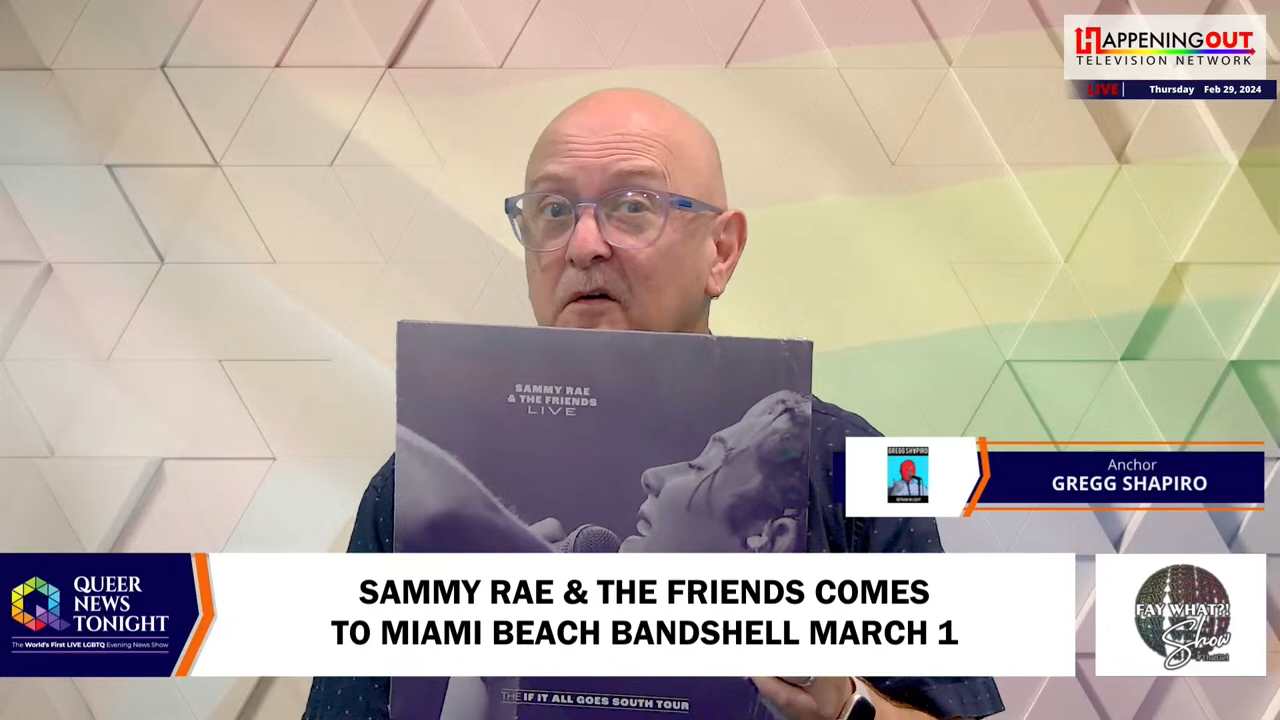 HAPPENINGOUT
TELEVISION NETWORK
LIVE
Thursday Feb 29, 2024
SAMMY RAE
& THE FRIENDS
LIVE
GREGG SHAPIRO
Anchor
GREGG SHAPIRO
QUEER
NEWS
TONIGHT
The World's First LIVE LGBTQ Evening News Show
SAMMY RAE & THE FRIENDS COMES
TO MIAMI BEACH BANDSHELL MARCH 1
FAY WHAT?!
Show
THE IF IT ALL GOES SOUTH TOUR